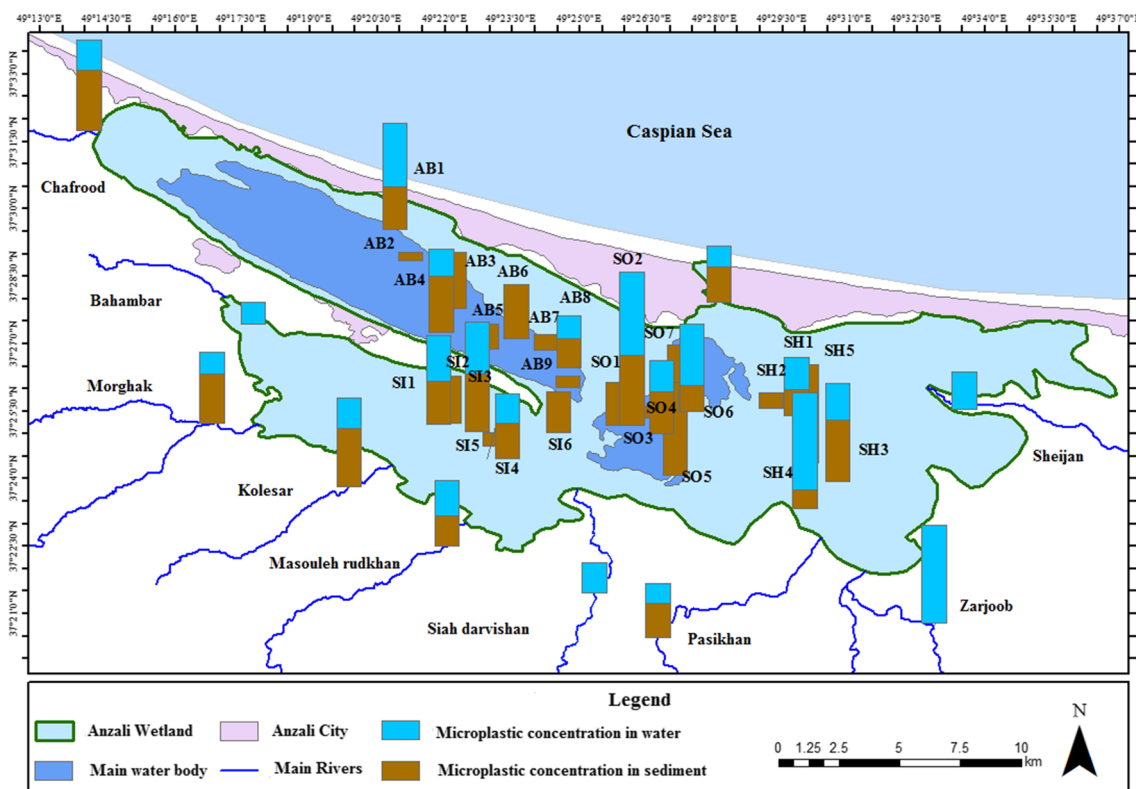 49°13'0"E 49°14'30"E 49°16'0"E 49°17'30"E 49°19'0"E 49°20'30"E 49°22'0"E 49°23'30"E 49°25'0"E 49°26'30"E 49°28'0"E 49°29'30"E 49°31'0"E 49°32'30"E 49°34'0"E 49°35'30"E 49°37'0"E
37°33'0"N
Caspian Sea
37°31'30"N
AB1
Chafrood
37°30'0"N
AB2
AB3
SO2
37°28'30"N
AB4
AB6
AB8
Bahambar
AB5
AB7
SO7
SH1
SH5
37°27'0"N
SI2
AB9
SO1
SH2
SI1
SI3
Morghak
SO4
SO6
37°25'30"N
SI5
SI6
SO3
SI4
SH3
SH4
SO5
Sheijan
37°24'0"N
Kolesar
Masouleh rudkhan
37°22'30"N
Zarjoob
37°21'0"N
Siah darvishan
Pasikhan
Legend
Anzali Wetland
Anzali City
Microplastic concentration in water
Main water body
Main Rivers
Microplastic concentration in sediment
N
0 1.25 2.5 5 7.5 10
km